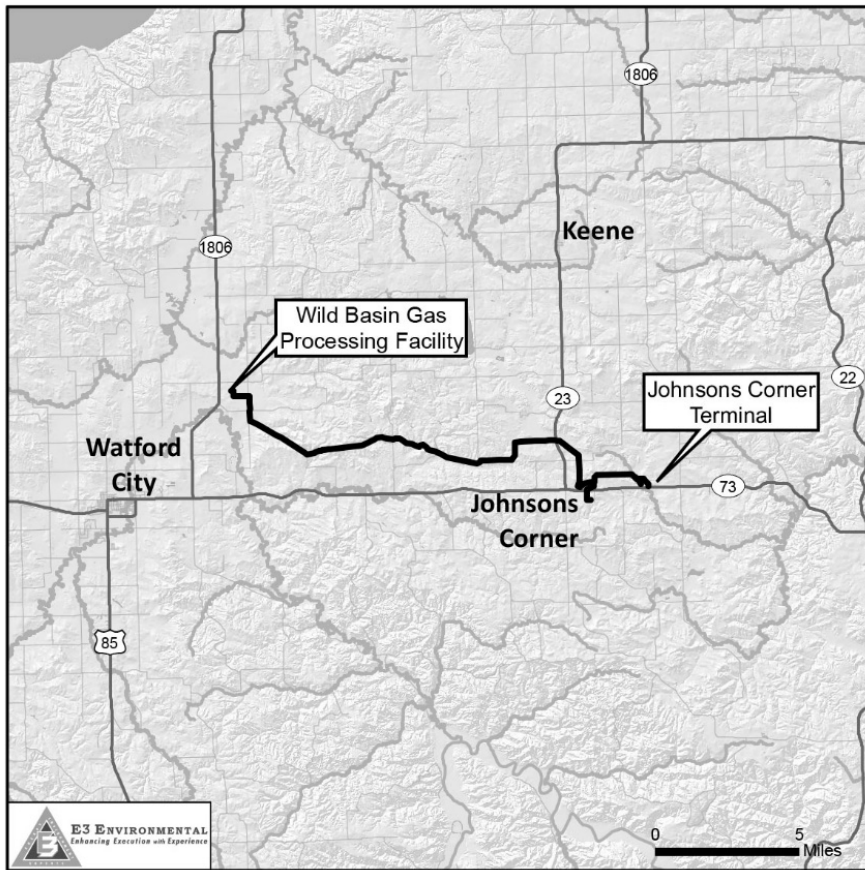 1806
1806
Keene
Wild Basin Gas
Processing Facility
22
23
Johnsons Corner
Terminal
Watford
City
73
Johnsons
Corner
85
E3
E3 ENVIRONMENTAL
Enhancing Execution with Experience
0 5
Miles